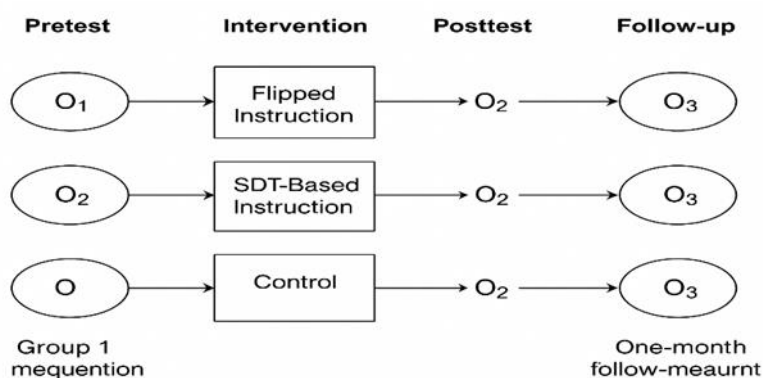 Pretest Intervention Posttest Follow-up
O₁ Flipped Instruction O₂ O₃
O₂ SDT-Based Instruction O₂ O₃
O Control O₂ O₃
Group 1
mequention
One-month
follow-meaurnt